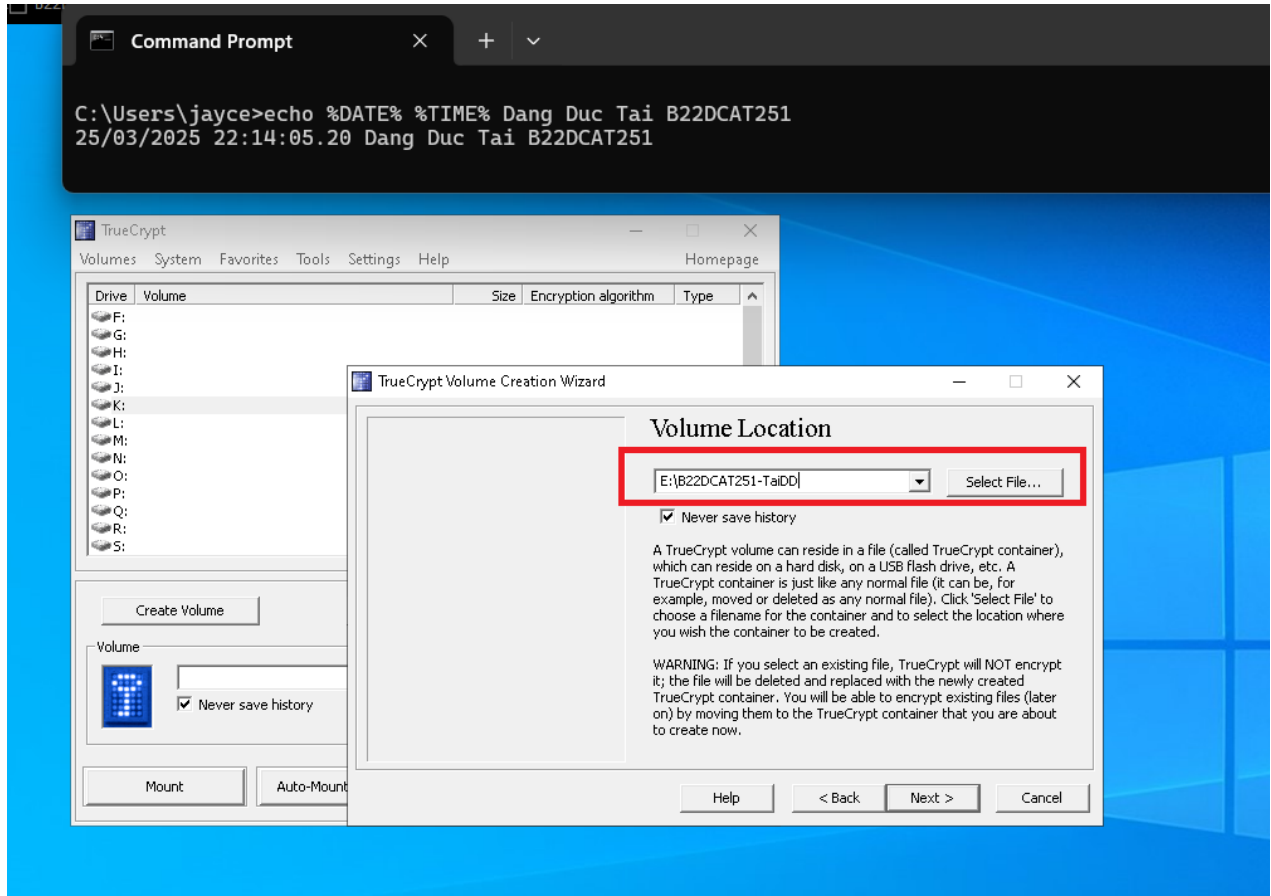 B22
Command Prompt
C:\Users\jayce>echo %DATE% %TIME% Dang Duc Tai B22DCAT251
25/03/2025 22:14:05.20 Dang Duc Tai B22DCAT251
TrueCrypt
Volumes System Favorites Tools Settings Help Homepage
Drive Volume Size Encryption algorithm Type
F:
G:
H:
I:
J:
K:
L:
M:
N:
O:
P:
Q:
R:
S:
Create Volume
Volume
Never save history
Mount Auto-Mount
TrueCrypt Volume Creation Wizard
Volume Location
E:\B22DCAT251-TaiDD
Select File...
Never save history
A TrueCrypt volume can reside in a file (called TrueCrypt container),
which can reside on a hard disk, on a USB flash drive, etc. A
TrueCrypt container is just like any normal file (it can be, for
example, moved or deleted as any normal file). Click 'Select File' to
choose a filename for the container and to select the location where
you wish the container to be created.
WARNING: If you select an existing file, TrueCrypt will NOT encrypt
it; the file will be deleted and replaced with the newly created
TrueCrypt container. You will be able to encrypt existing files (later
on) by moving them to the TrueCrypt container that you are about
to create now.
Help < Back Next > Cancel